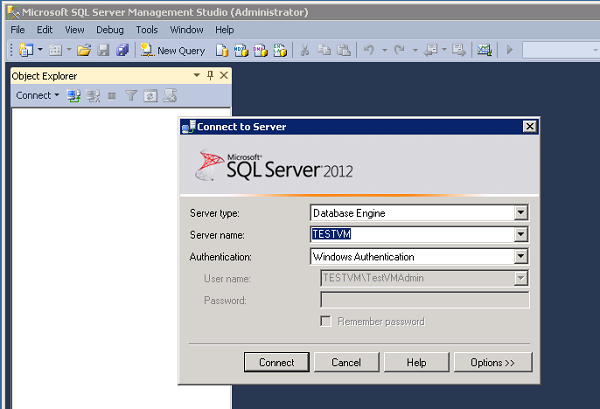 Microsoft SQL Server Management Studio (Administrator)
File Edit View Debug Tools Window Help
New Query
Object Explorer
Connect
Connect to Server
Microsoft®
SQL Server® 2012
Server type: Database Engine
Server name: TESTVM
Authentication: Windows Authentication
User name: TESTVM\TestVMAdmin
Password:
Remember password
Connect Cancel Help Options >>